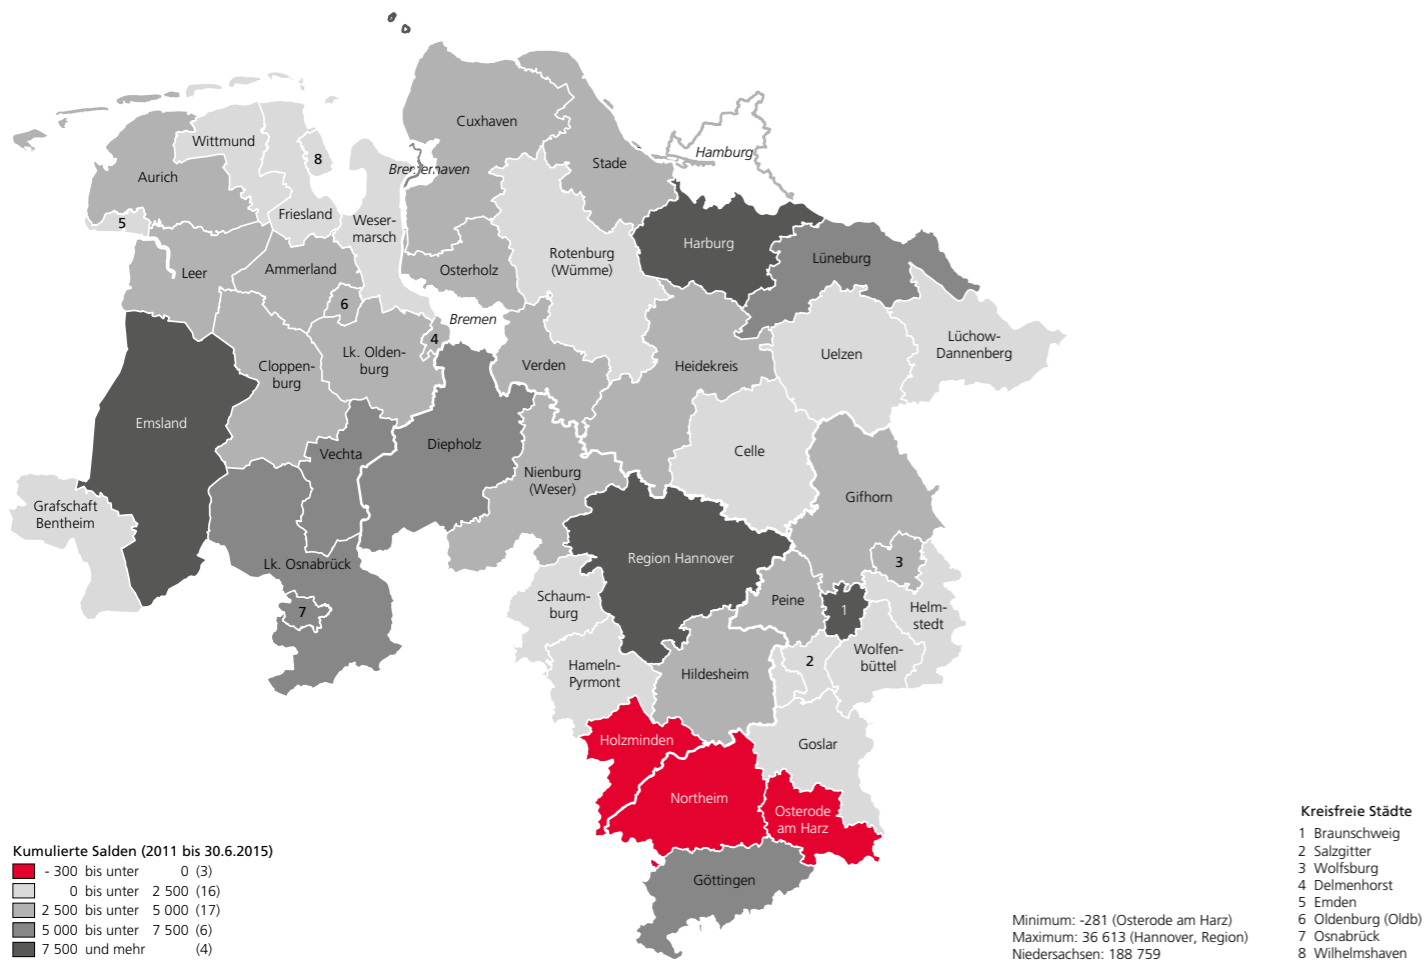 Cuxhaven
Wittmund
8
Stade
Hamburg
Bremerhaven
Aurich
Friesland
5
Weser-
marsch
Harburg
Rotenburg
(Wümme)
Lüneburg
Leer
Ammerland
Osterholz
6
Bremen
4
Lüchow-
Dannenberg
Uelzen
Lk. Olden-
burg
Cloppen-
burg
Verden
Heidekreis
Emsland
Diepholz
Vechta
Celle
Nienburg
(Weser)
Gifhorn
Grafschaft
Bentheim
Region Hannover
Lk. Osnabrück
3
7
Schaum-
burg
Peine
1
Helm-
stedt
Wolfen-
büttel
2
Hameln-
Pyrmont
Hildesheim
Holzminden
Goslar
Northeim
Osterode
am Harz
Göttingen
Kumulierte Salden (2011 bis 30.6.2015)
- 300 bis unter 0 (3)
0 bis unter 2 500 (16)
2 500 bis unter 5 000 (17)
5 000 bis unter 7 500 (6)
7 500 und mehr (4)
Minimum: -281 (Osterode am Harz)
Maximum: 36 613 (Hannover, Region)
Niedersachsen: 188 759
Kreisfreie Städte
1 Braunschweig
2 Salzgitter
3 Wolfsburg
4 Delmenhorst
5 Emden
6 Oldenburg (Oldb)
7 Osnabrück
8 Wilhelmshaven